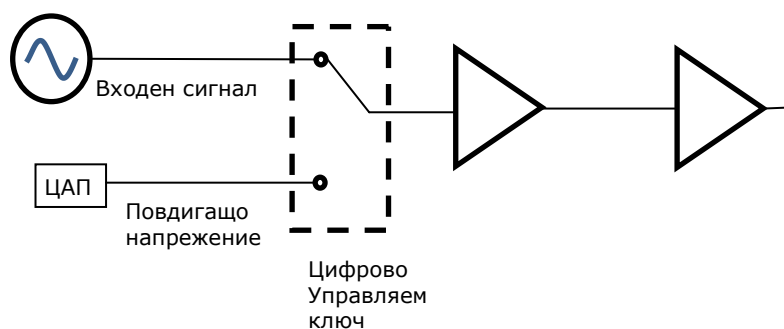 Входен сигнал
ЦАП
Повдигащо
напрежение
Цифрово
Управляем
ключ